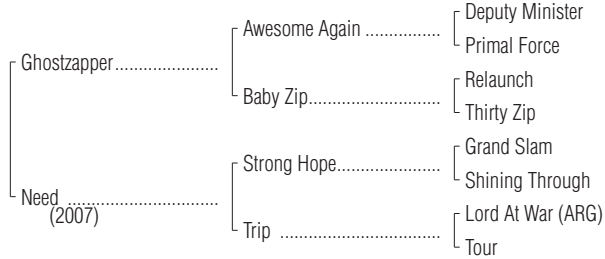 Deputy Minister
Awesome Again ..................
Primal Force
Ghostzapper.......................
Relaunch
Baby Zip..............................
Thirty Zip
Grand Slam
Strong Hope........................
Shining Through
Need ..................................
(2007)
Lord At War (ARG)
Trip .....................................
Tour